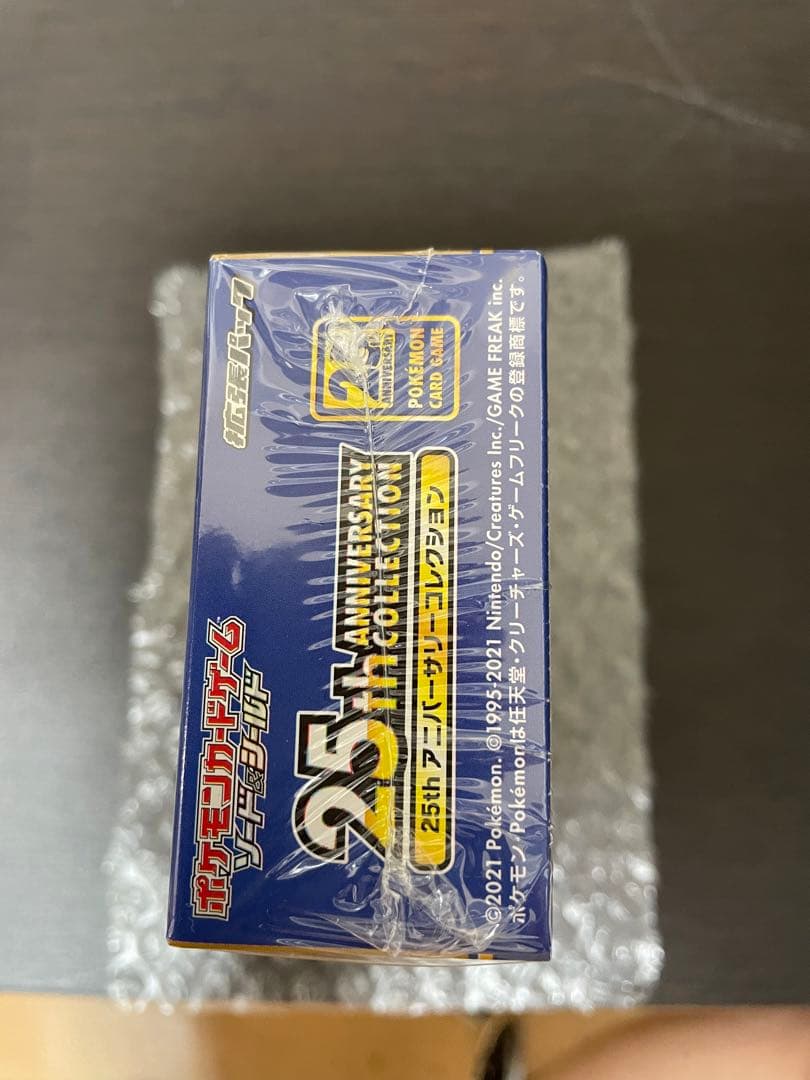 ポケモンカードゲーム
ソード&シールド
拡張パック
25th ANNIVERSARY
COLLECTION
25th アニバーサリーコレクション
25
ANNIVERSARY
POKÉMON
CARD GAME
©2021 Pokémon. ©1995-2021 Nintendo/Creatures Inc./GAME FREAK inc.
ポケモン・Pokémonは任天堂・クリーチャーズ・ゲームフリークの登録商標です。